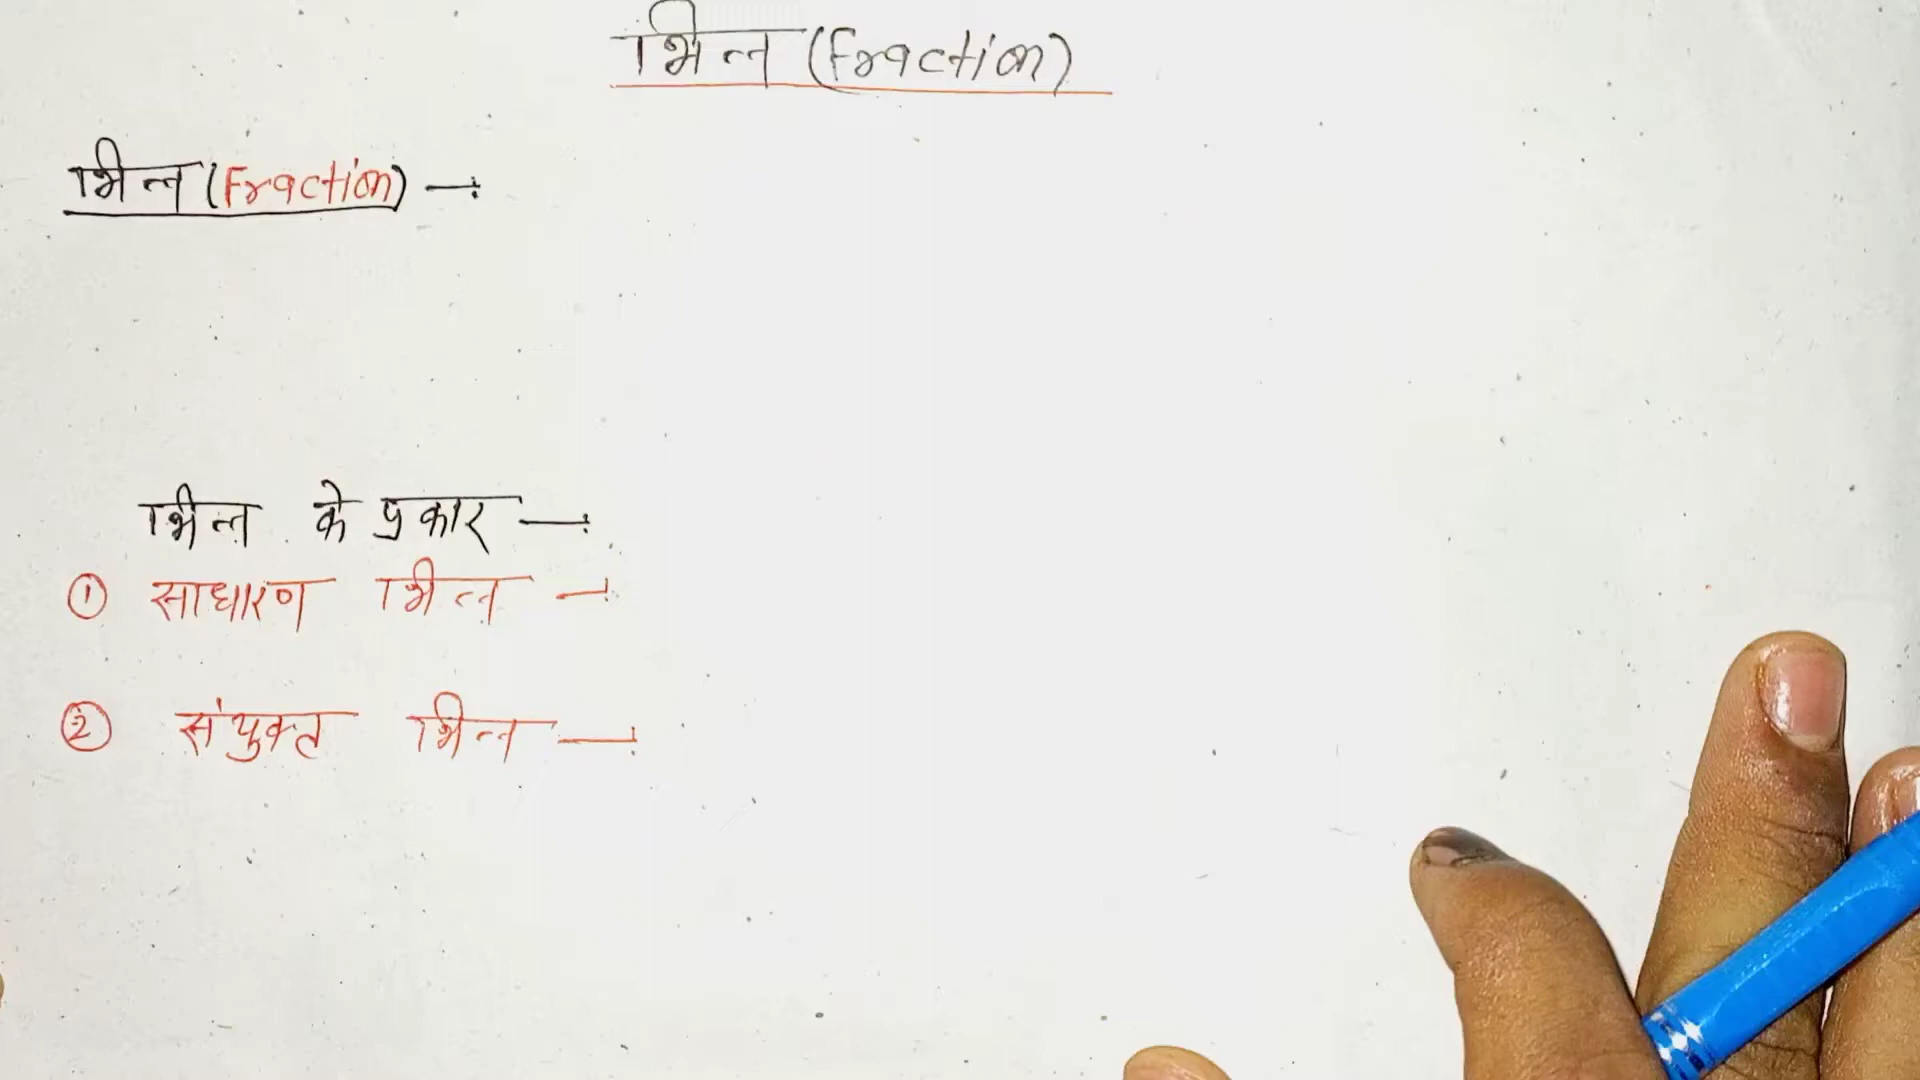 भिन्न (Fraction)
भिन्न (Fraction) →:
भिन्न के प्रकार →:
① साधारण भिन्न →:
② संयुक्त भिन्न →: